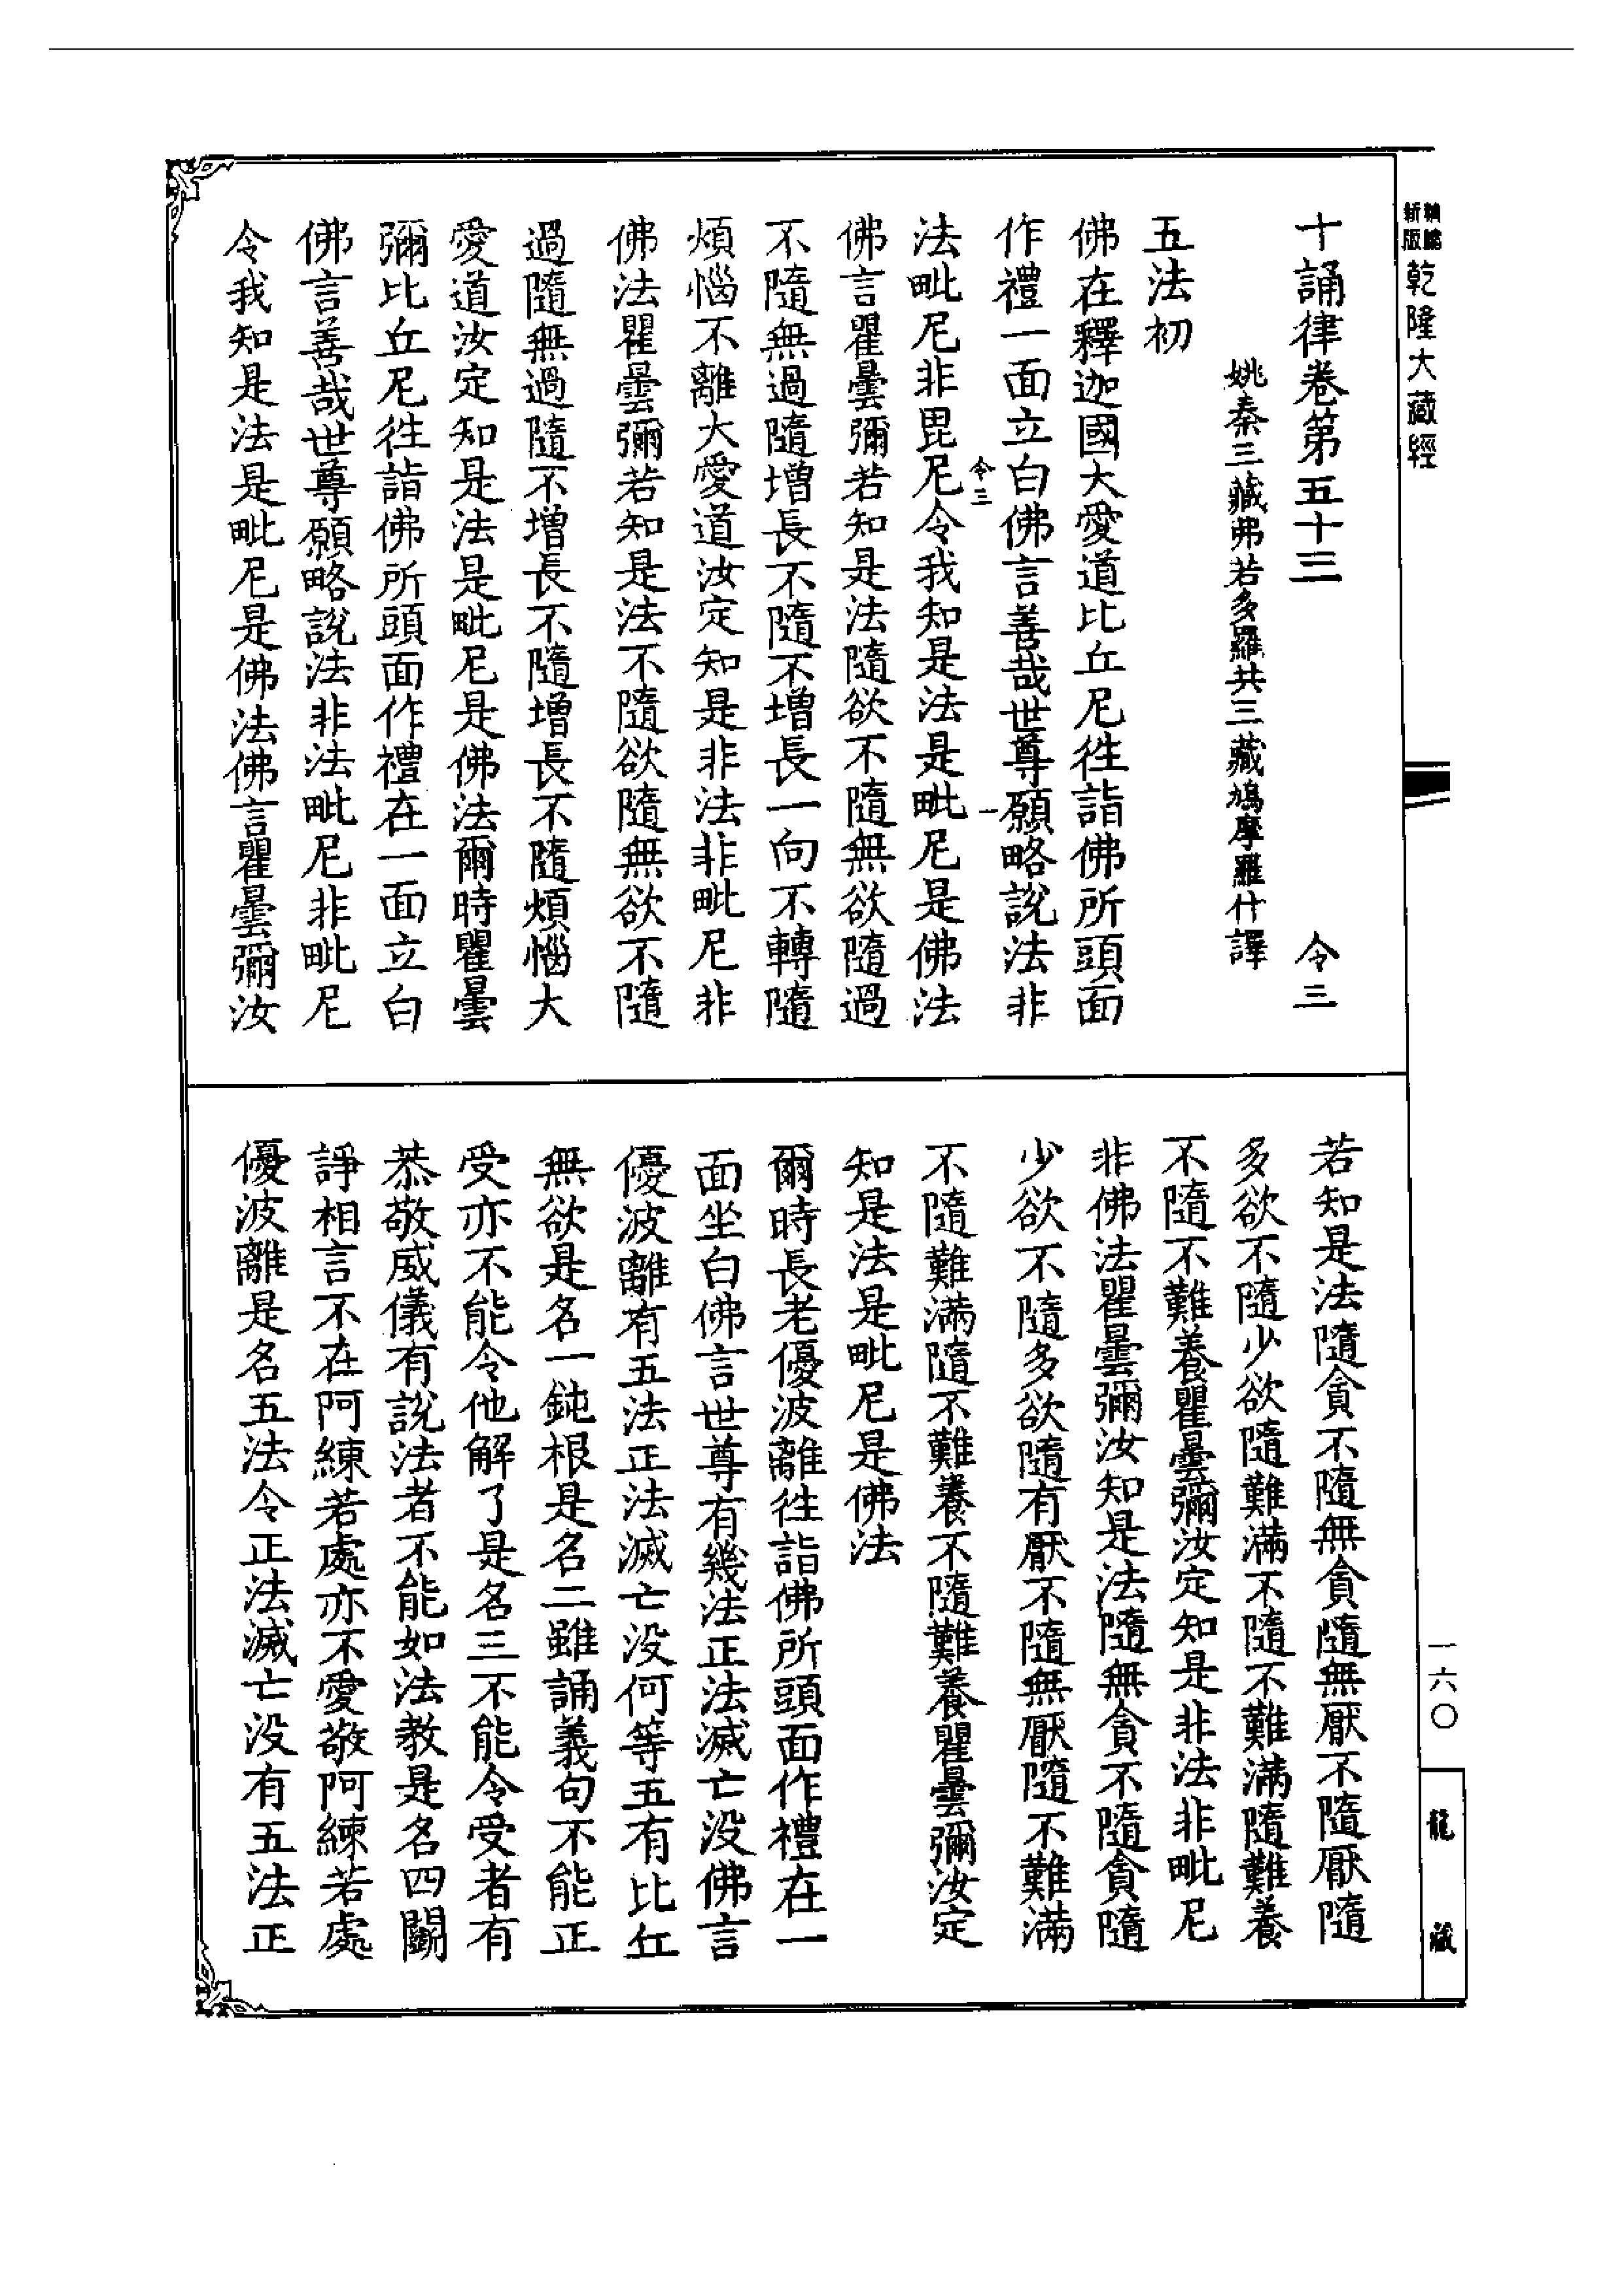 新版精編乾隆大藏經
十誦律卷第五十三　令三
姚秦三藏弗若多羅共三藏鳩摩羅什譯
五法初
佛在釋迦國大愛道比丘尼往詣佛所頭面
作禮一面立白佛言善哉世尊願略說法非
令三　一
法毗尼非毘尼令我知是法是毗尼是佛法
佛言瞿曇彌若知是法隨欲不隨無欲隨過
不隨無過隨增長不隨不增長一向不轉隨
煩惱不離大愛道汝定知是非法非毗尼非
佛法瞿曇彌若知是法不隨欲隨無欲不隨
過隨無過隨不增長不隨增長不隨煩惱大
愛道汝定知是法是毗尼是佛法爾時瞿曇
彌比丘尼往詣佛所頭面作禮在一面立白
佛言善哉世尊願略說法非法毗尼非毗尼
令我知是法是毗尼是佛法佛言瞿曇彌汝
若知是法隨貪不隨無貪隨無厭不隨厭隨
多欲不隨少欲隨難滿不隨不難滿隨難養
不隨不難養瞿曇彌汝定知是非法非毗尼
非佛法瞿曇彌汝知是法隨無貪不隨貪隨
少欲不隨多欲隨有厭不隨無厭隨不難滿
不隨難滿隨不難養不隨難養瞿曇彌汝定
知是法是毗尼是佛法
爾時長老優波離往詣佛所頭面作禮在一
面坐白佛言世尊有幾法正法滅亡沒佛言
優波離有五法正法滅亡沒何等五有比丘
無欲是名一鈍根是名二雖誦義句不能正
受亦不能令他解了是名三不能令受者有
恭敬威儀有說法者不能如法教是名四鬭
諍相言不在阿練若處亦不愛敬阿練若處
優波離是名五法令正法滅亡沒有五法正
一六〇
龍藏